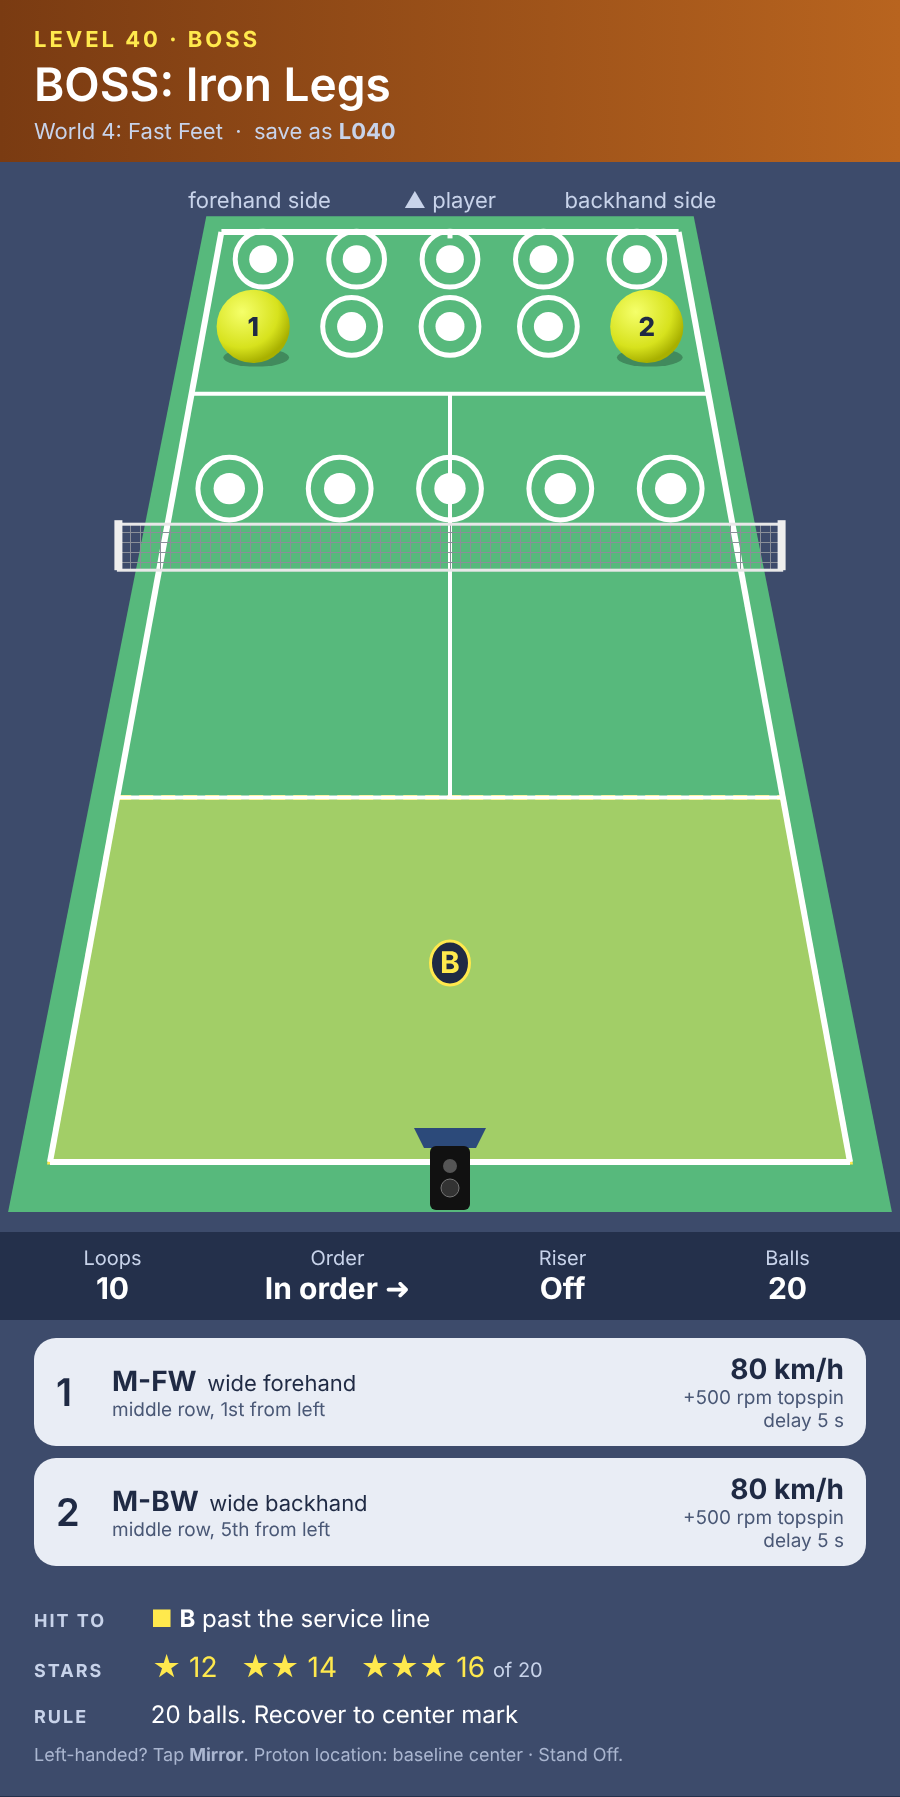 LEVEL 40 · BOSS
BOSS: Iron Legs
World 4: Fast Feet · save as L040
forehand side ▲ player backhand side
1 2
B
Loops Order Riser Balls
10 In order ➜ Off 20
1 M-FW wide forehand 80 km/h
middle row, 1st from left +500 rpm topspin
delay 5 s
2 M-BW wide backhand 80 km/h
middle row, 5th from left +500 rpm topspin
delay 5 s
HIT TO ■ B past the service line
STARS ★ 12 ★★ 14 ★★★ 16 of 20
RULE 20 balls. Recover to center mark
Left-handed? Tap Mirror. Proton location: baseline center · Stand Off.